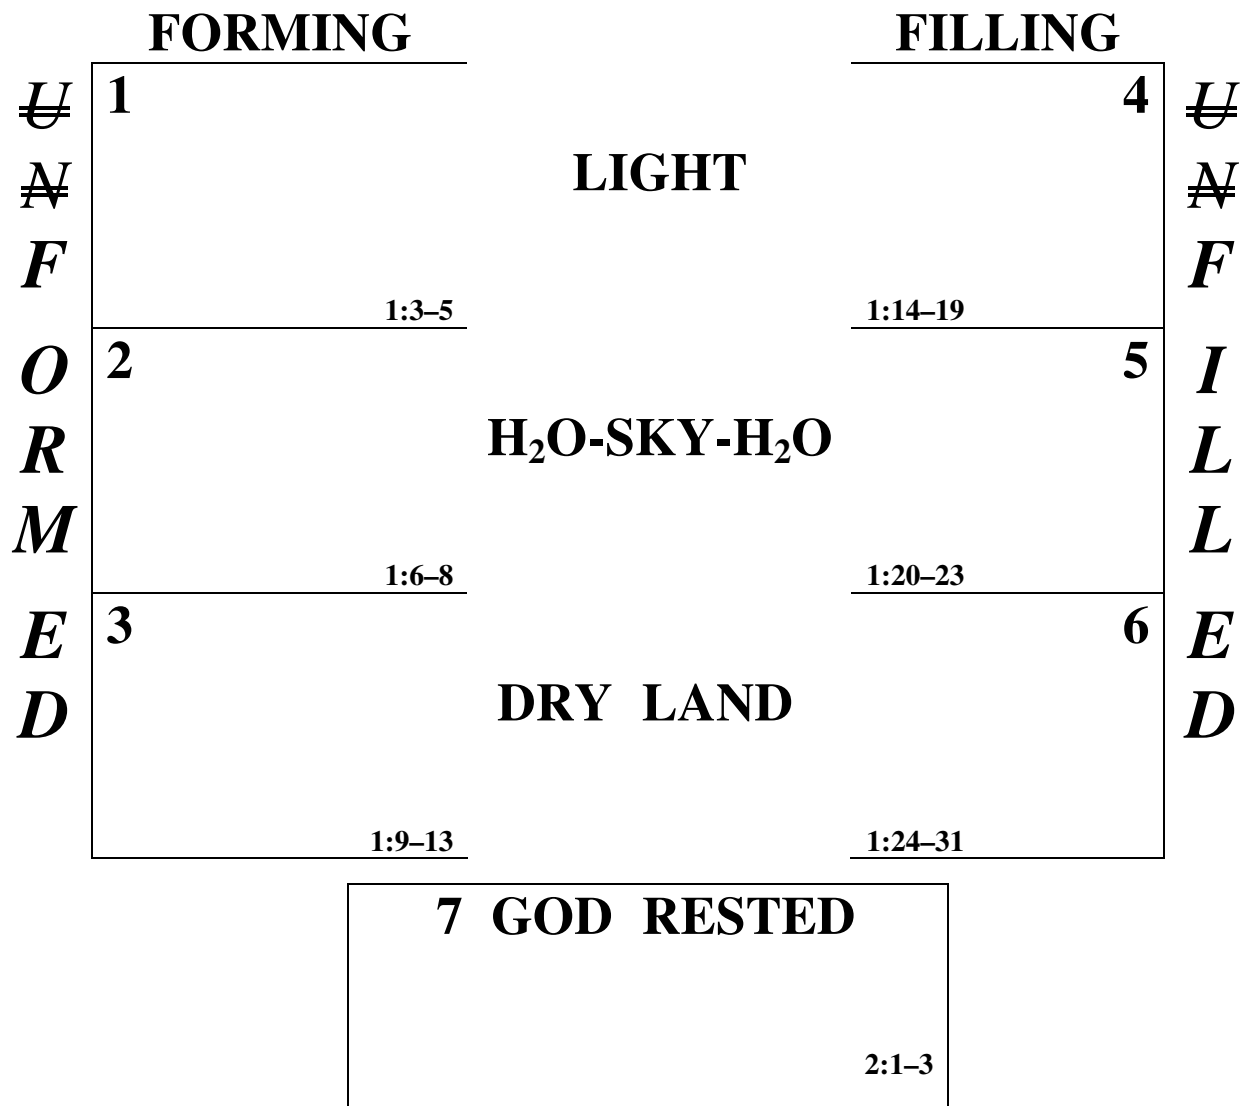 FORMING FILLING
UNFORMED
1 4
LIGHT
1:3–5 1:14–19
2 5
H₂O-SKY-H₂O
1:6–8 1:20–23
3 6
DRY LAND
1:9–13 1:24–31
UNFILLED
7 GOD RESTED
2:1–3